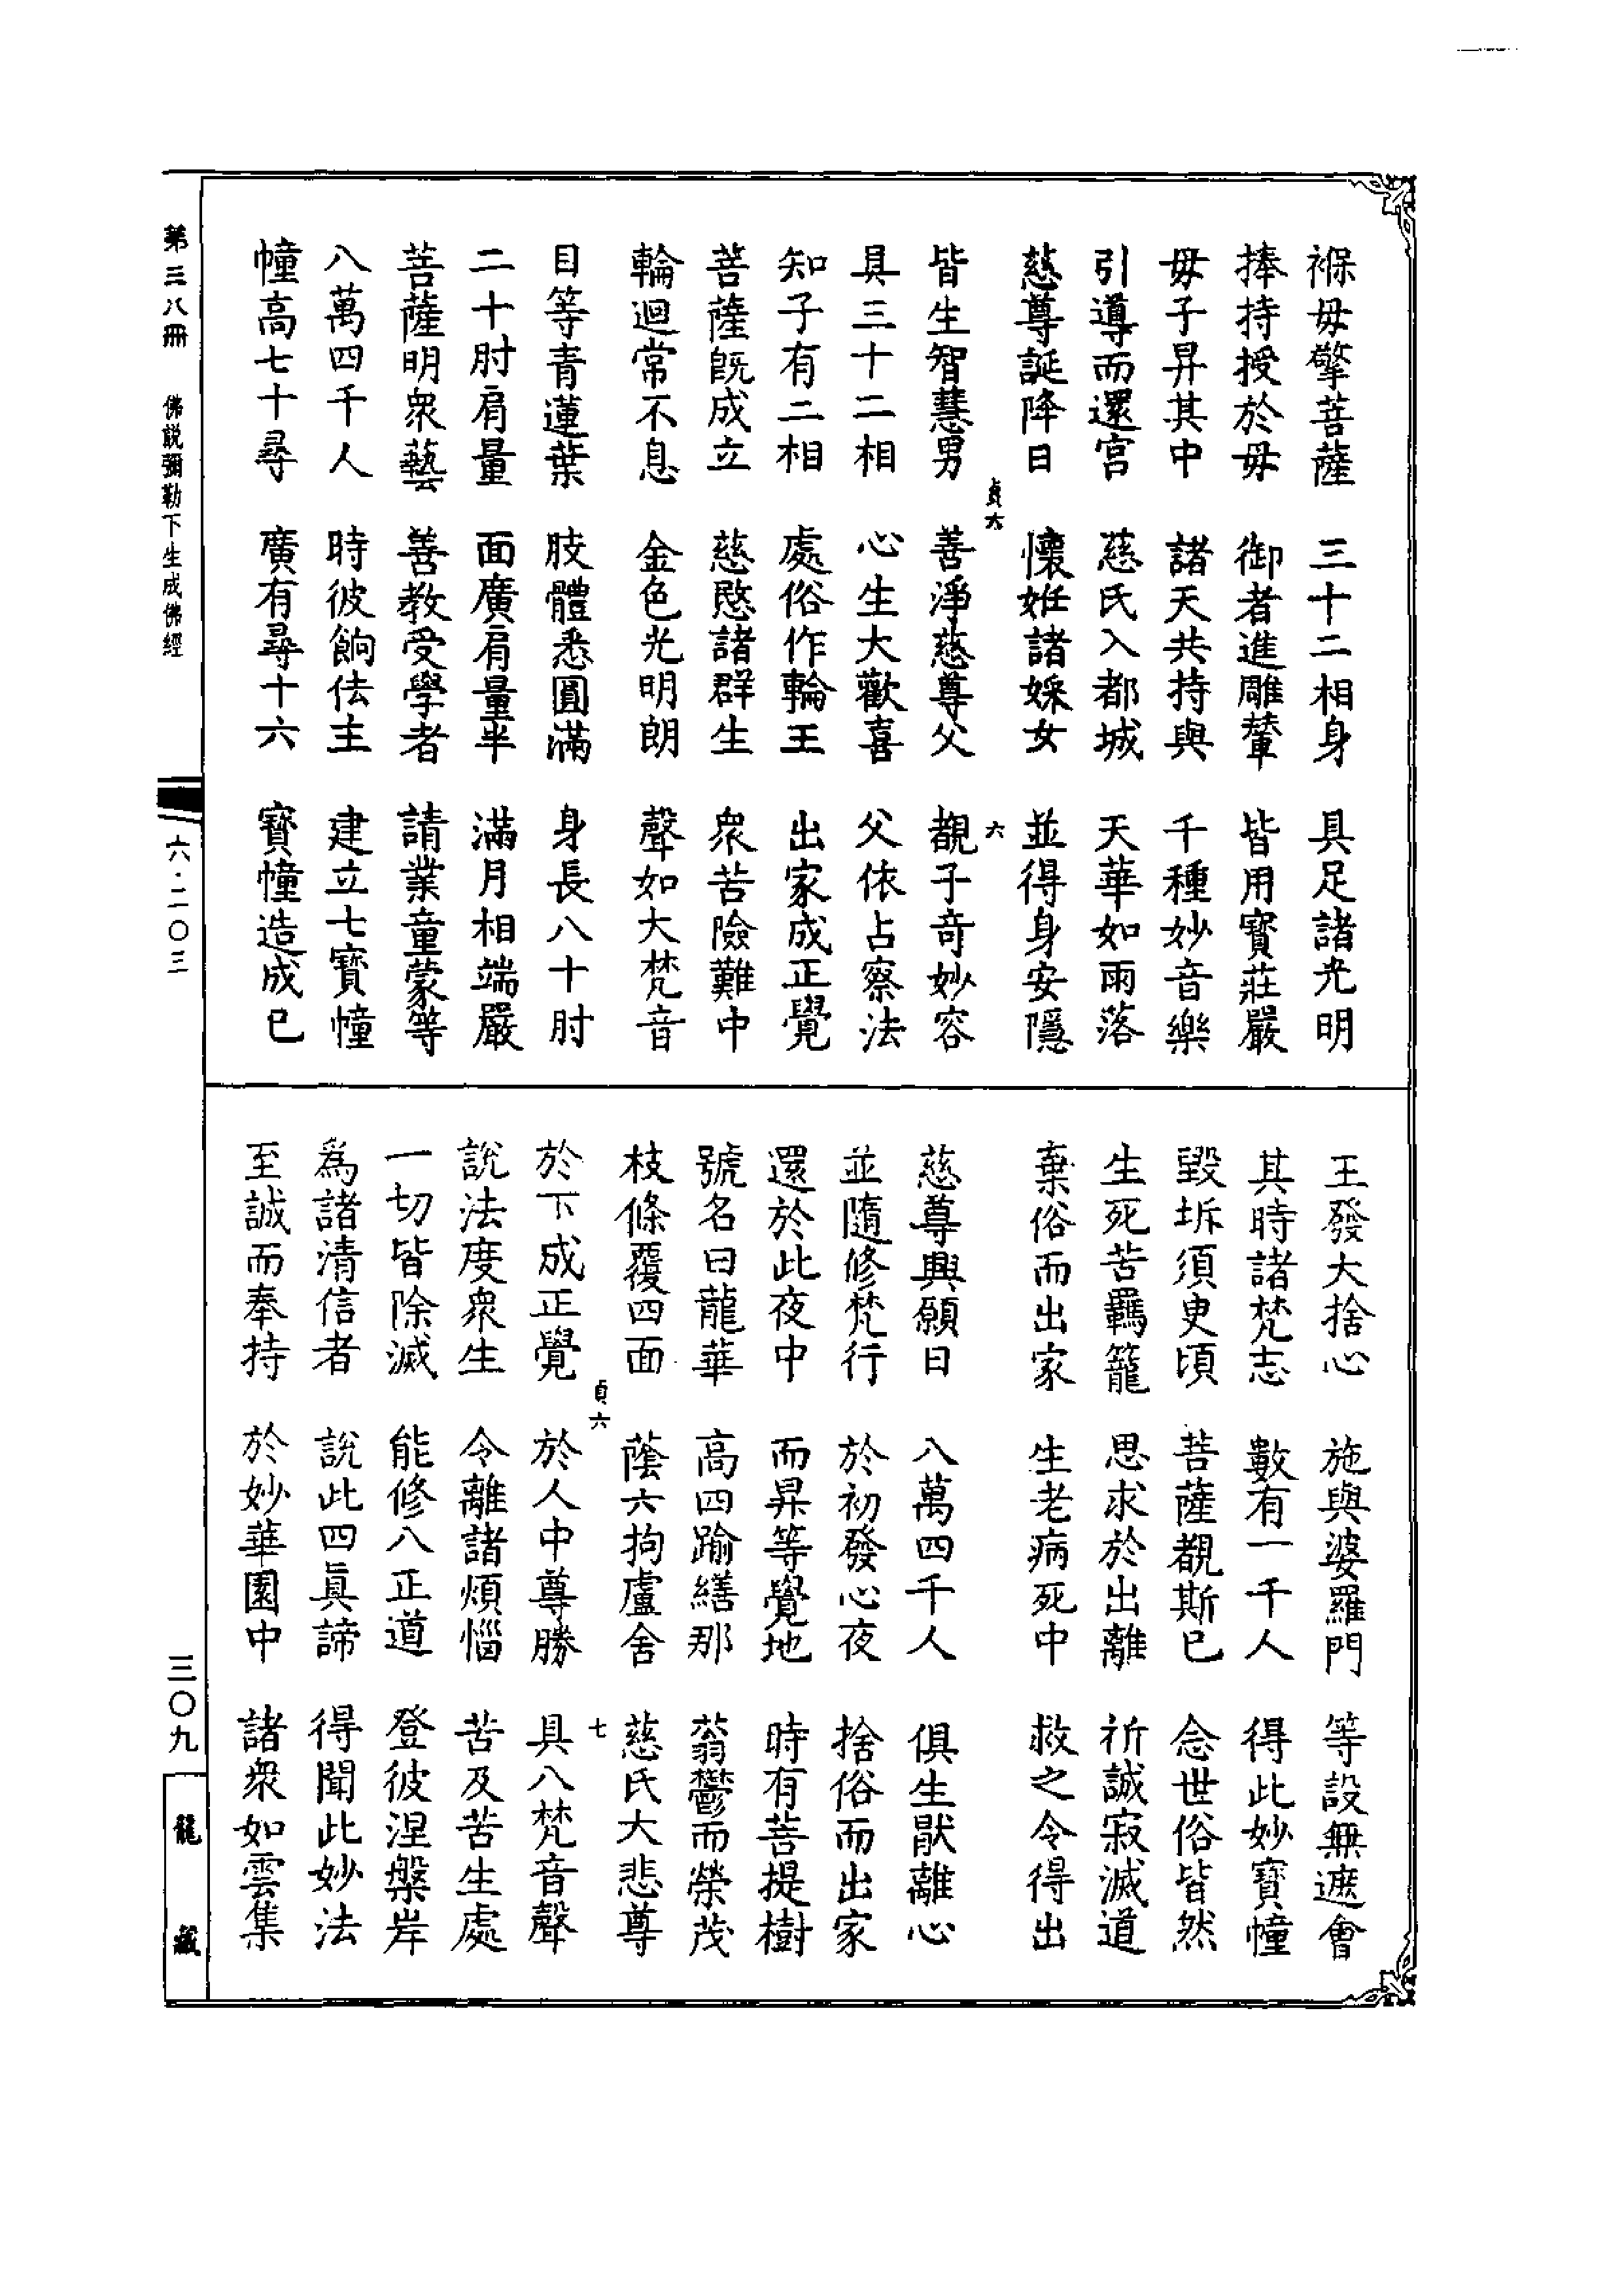 褓母擎菩薩　三十二相身　具足諸光明
捧持授於母　御者進雕輦　皆用寶莊嚴
母子昇其中　諸天共持與　千種妙音樂
引導而還宮　慈氏入都城　天華如雨落
慈尊誕降日　懷姙諸婇女　並得身安隱
貞六　六
皆生智慧男　善淨慈尊父　覩子奇妙容
具三十二相　心生大歡喜　父依占察法
知子有二相　處俗作輪王　出家成正覺
菩薩旣成立　慈愍諸群生　衆苦險難中
輪迴常不息　金色光明朗　聲如大梵音
目等青蓮葉　肢體悉圓滿　身長八十肘
二十肘肩量　面廣肩量半　滿月相端嚴
菩薩明衆藝　善教受學者　請業童蒙等
八萬四千人　時彼餉佉主　建立七寶幢
幢高七十尋　廣有尋十六　寶幢造成已
王發大捨心　施與婆羅門　等設無遮會
其時諸梵志　數有一千人　得此妙寶幢
毀坼須臾頃　菩薩覩斯已　念世俗皆然
生死苦羈籠　思求於出離　祈誠寂滅道
棄俗而出家　生老病死中　救之令得出
慈尊興願日　八萬四千人　俱生厭離心
並隨修梵行　於初發心夜　捨俗而出家
還於此夜中　而昇等覺地　時有菩提樹
號名曰龍華　高四踰繕那　蓊鬱而榮茂
枝條覆四面　蔭六拘盧舍　慈氏大悲尊
貞六　七
於下成正覺　於人中尊勝　具八梵音聲
說法度衆生　令離諸煩惱　苦及苦生處
一切皆除滅　能修八正道　登彼涅槃岸
爲諸清信者　說此四眞諦　得聞此妙法
至誠而奉持　於妙華園中　諸衆如雲集
第三八冊　佛說彌勒下生成佛經　六·二〇三　三〇九　龍藏